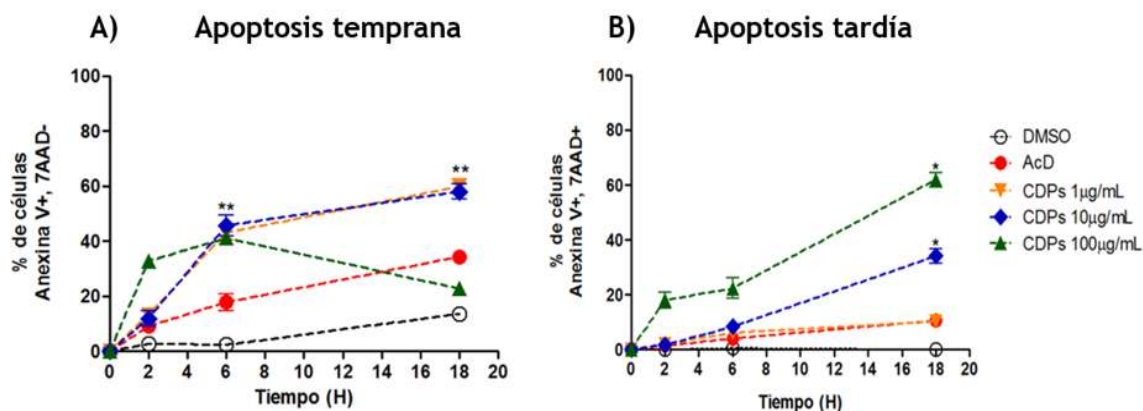 A) Apoptosis temprana
% de células
Anexina V+, 7AAD-
100
80
60
40
20
0
**
**
0 2 4 6 8 10 12 14 16 18 20
Tiempo (H)
B) Apoptosis tardía
% de células
Anexina V+, 7AAD+
100
80
60
40
20
0
*
*
0 2 4 6 8 10 12 14 16 18 20
Tiempo (H)
DMSO
AcD
CDPs 1µg/mL
CDPs 10µg/mL
CDPs 100µg/mL